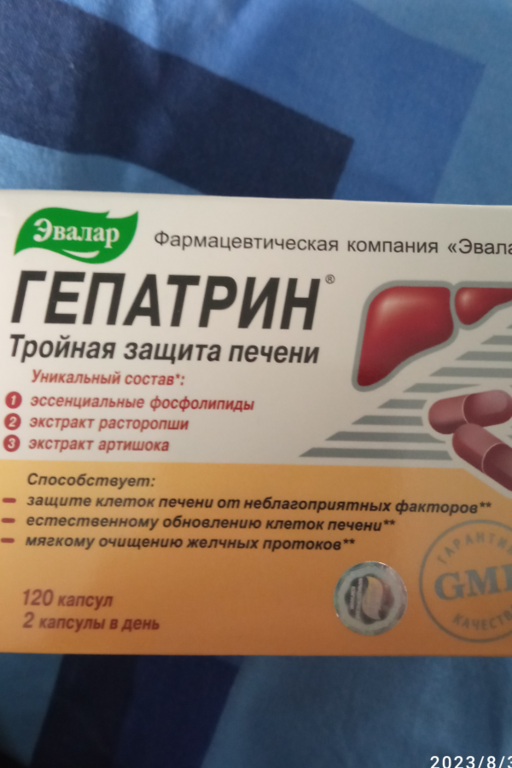 Эвалар
Фармацевтическая компания «Эвала
ГЕПАТРИН®
Тройная защита печени
Уникальный состав*:
1 эссенциальные фосфолипиды
2 экстракт расторопши
3 экстракт артишока
Способствует:
защите клеток печени от неблагоприятных факторов**
естественному обновлению клеток печени**
мягкому очищению желчных протоков**
ГАРАНТИ
GMP
КАЧЕСТВ
120 капсул
2 капсулы в день
2023/8/3